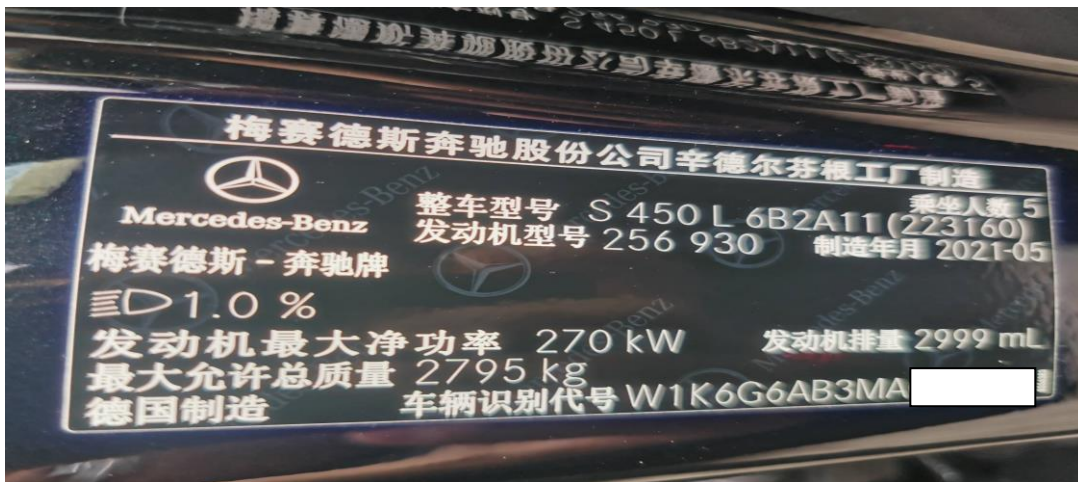 梅赛德斯奔驰股份公司辛德尔芬根工厂制造
乘坐人数 5
Mercedes-Benz
整车型号 S 450 L 6B2A11 (223160)
发动机型号 256 930 制造年月 2021-05
梅赛德斯 - 奔驰牌
1.0 %
发动机最大净功率 270 kW 发动机排量 2999 mL
最大允许总质量 2795 kg
德国制造 车辆识别代号 W1K6G6AB3MA